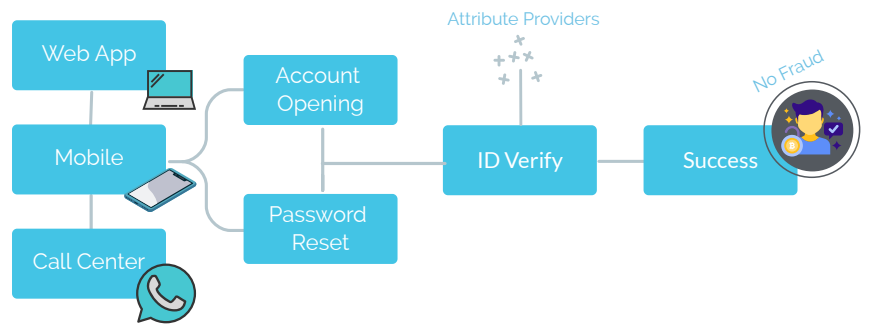 Attribute Providers
Web App
Account
Opening
No Fraud
Mobile
ID Verify
Success
Password
Reset
Call Center